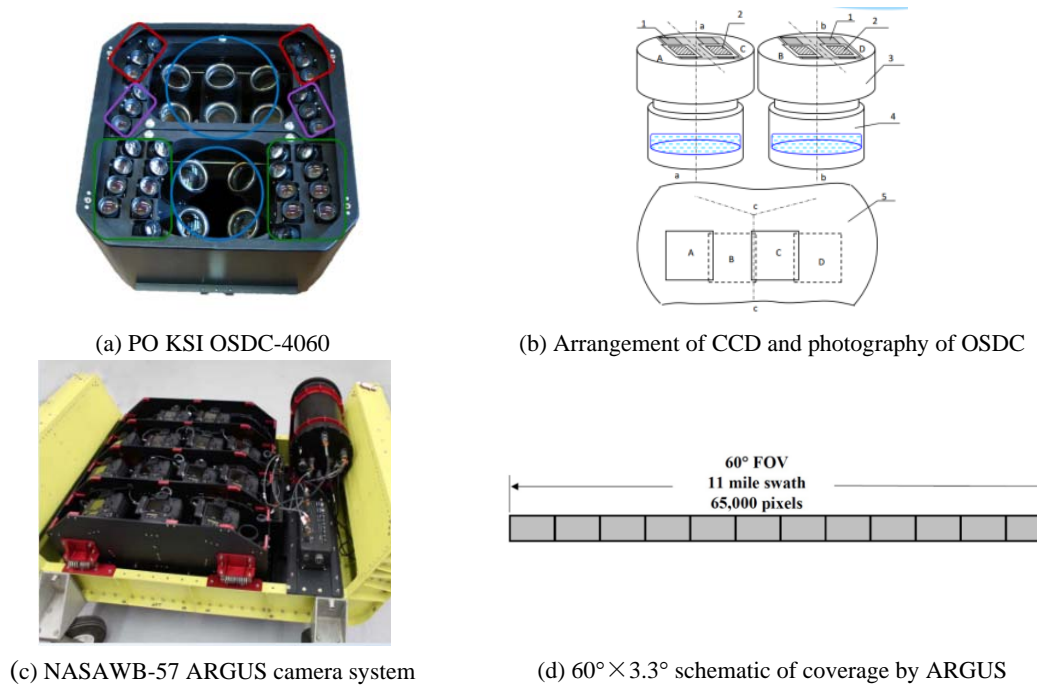 1
a
2
b
1
2
A
C
B
D
3
4
a
b
c
5
A
B
C
D
c
(a) PO KSI OSDC-4060
(b) Arrangement of CCD and photography of OSDC
60° FOV
11 mile swath
65,000 pixels
(c) NASAWB-57 ARGUS camera system
(d) 60°×3.3° schematic of coverage by ARGUS